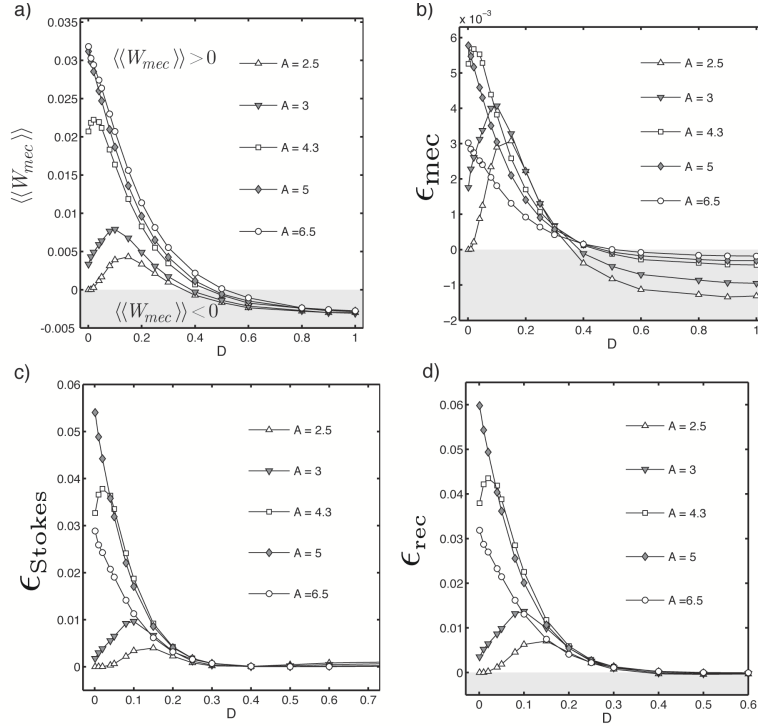 a)
0.035
0.03
0.025
0.02
0.015
0.01
0.005
0
-0.005
0 0.2 0.4 0.6 0.8 1
D
⟨⟨W_mec⟩⟩
⟨⟨W_mec⟩⟩>0
⟨⟨W_mec⟩⟩<0
A = 2.5
A = 3
A = 4.3
A = 5
A =6.5
b)
x 10⁻³
6
5
4
3
2
1
0
−1
−2
0 0.2 0.4 0.6 0.8 1
D
ϵ_mec
A = 2.5
A = 3
A = 4.3
A = 5
A =6.5
c)
0.06
0.05
0.04
0.03
0.02
0.01
0
0 0.1 0.2 0.3 0.4 0.5 0.6 0.7
D
ϵ_Stokes
A = 2.5
A = 3
A = 4.3
A = 5
A =6.5
d)
0.06
0.05
0.04
0.03
0.02
0.01
0
0 0.1 0.2 0.3 0.4 0.5 0.6
D
ϵ_rec
A = 2.5
A = 3
A = 4.3
A = 5
A =6.5